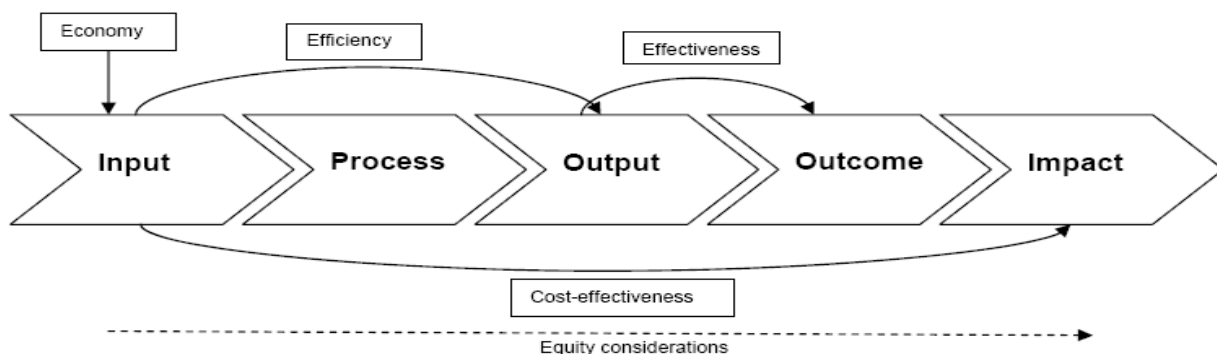 Economy
Efficiency
Effectiveness
Input
Process
Output
Outcome
Impact
Cost-effectiveness
Equity considerations